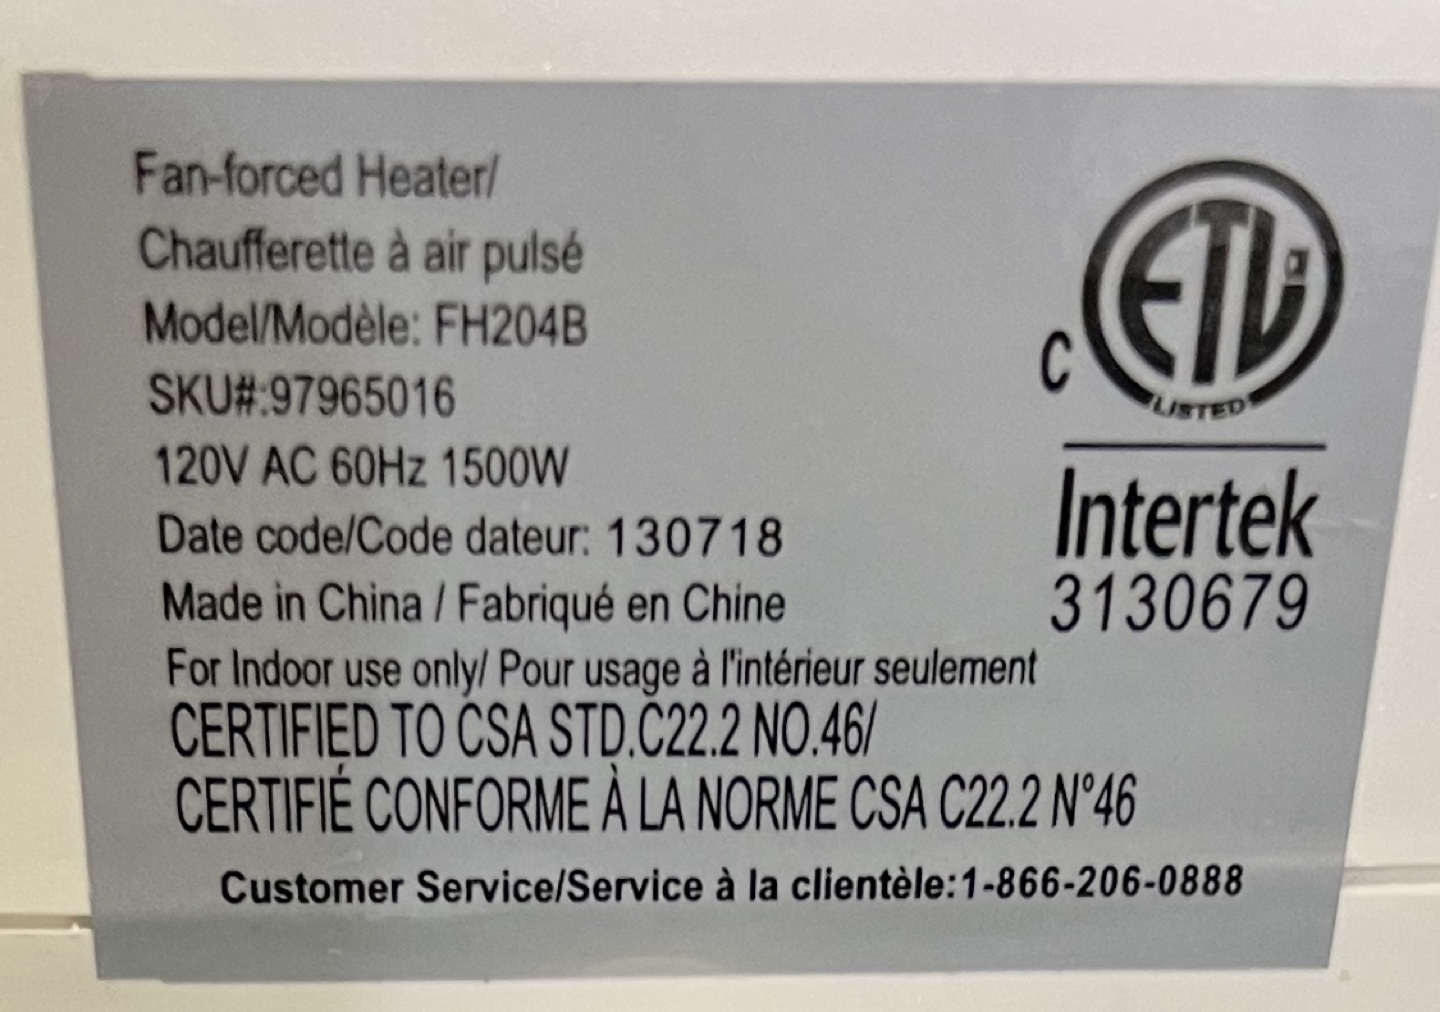 Fan-forced Heater/
Chaufferette à air pulsé
Model/Modèle: FH204B
SKU#:97965016
120V AC 60Hz 1500W
Date code/Code dateur: 130718
Made in China / Fabriqué en Chine
For Indoor use only/ Pour usage à l'intérieur seulement
CERTIFIED TO CSA STD.C22.2 NO.46/
CERTIFIÉ CONFORME À LA NORME CSA C22.2 N°46
Customer Service/Service à la clientèle:1-866-206-0888
C
ETL
LISTED
Intertek
3130679